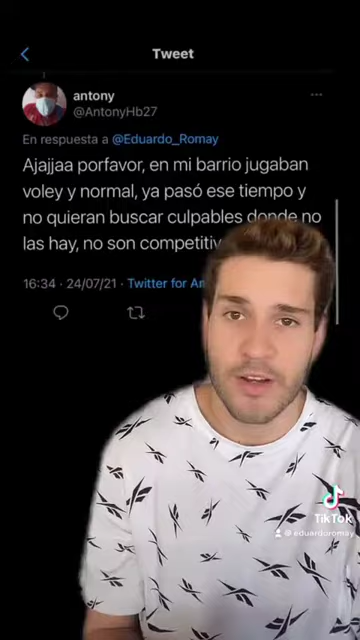 Tweet
antony
@AntonyHb27
En respuesta a @Eduardo_Romay
Ajajjaa porfavor, en mi barrio jugaban
voley y normal, ya pasó ese tiempo y
no quieran buscar culpables donde no
las hay, no son competitiv
16:34 · 24/07/21 · Twitter for An
TikTok
@eduardoromay